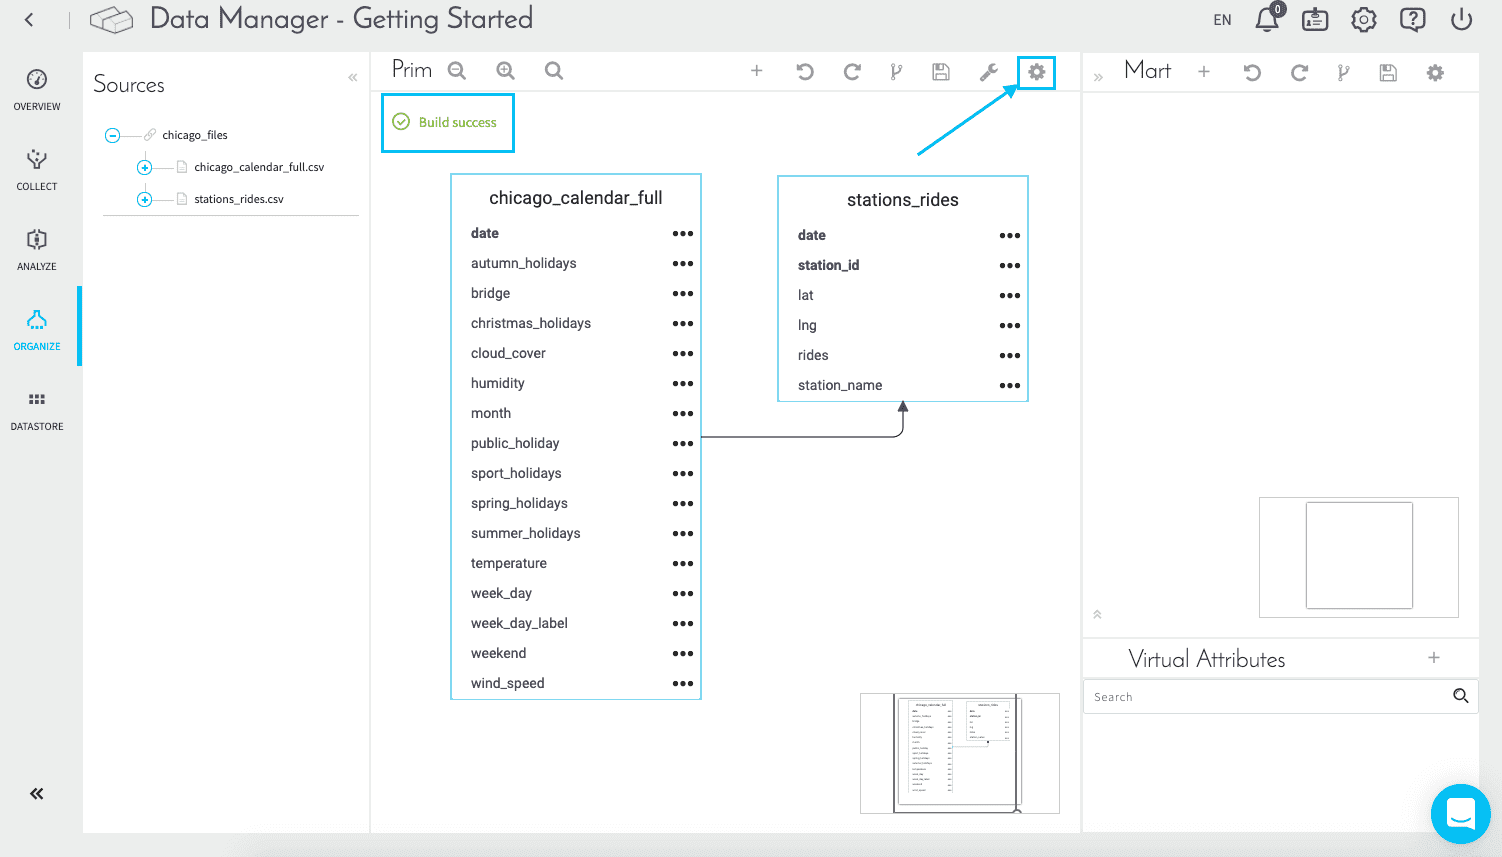 Data Manager - Getting Started
EN
0
OVERVIEW
COLLECT
ANALYZE
ORGANIZE
DATASTORE
Sources
chicago_files
chicago_calendar_full.csv
stations_rides.csv
Prim
Build success
chicago_calendar_full
date
autumn_holidays
bridge
christmas_holidays
cloud_cover
humidity
month
public_holiday
sport_holidays
spring_holidays
summer_holidays
temperature
week_day
week_day_label
weekend
wind_speed
stations_rides
date
station_id
lat
lng
rides
station_name
Mart
Virtual Attributes
Search